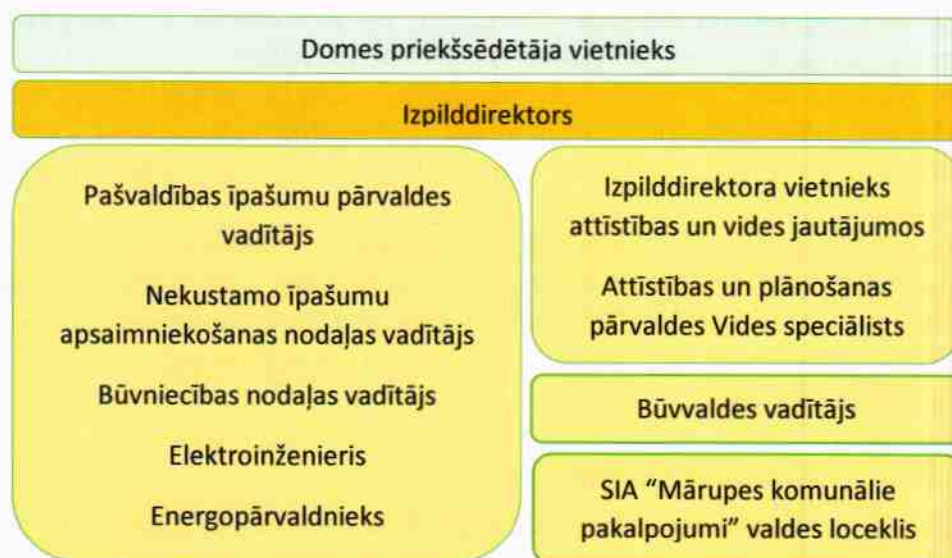 Domes priekšsēdētāja vietnieks
Izpilddirektors
Pašvaldības īpašumu pārvaldes
vadītājs
Nekustamo īpašumu
apsaimniekošanas nodaļas vadītājs
Būvniecības nodaļas vadītājs
Elektroinženieris
Energopārvaldnieks
Izpilddirektora vietnieks
attīstības un vides jautājumos
Attīstības un plānošanas
pārvaldes Vides speciālists
Būvvaldes vadītājs
SIA “Mārupes komunālie
pakalpojumi” valdes loceklis